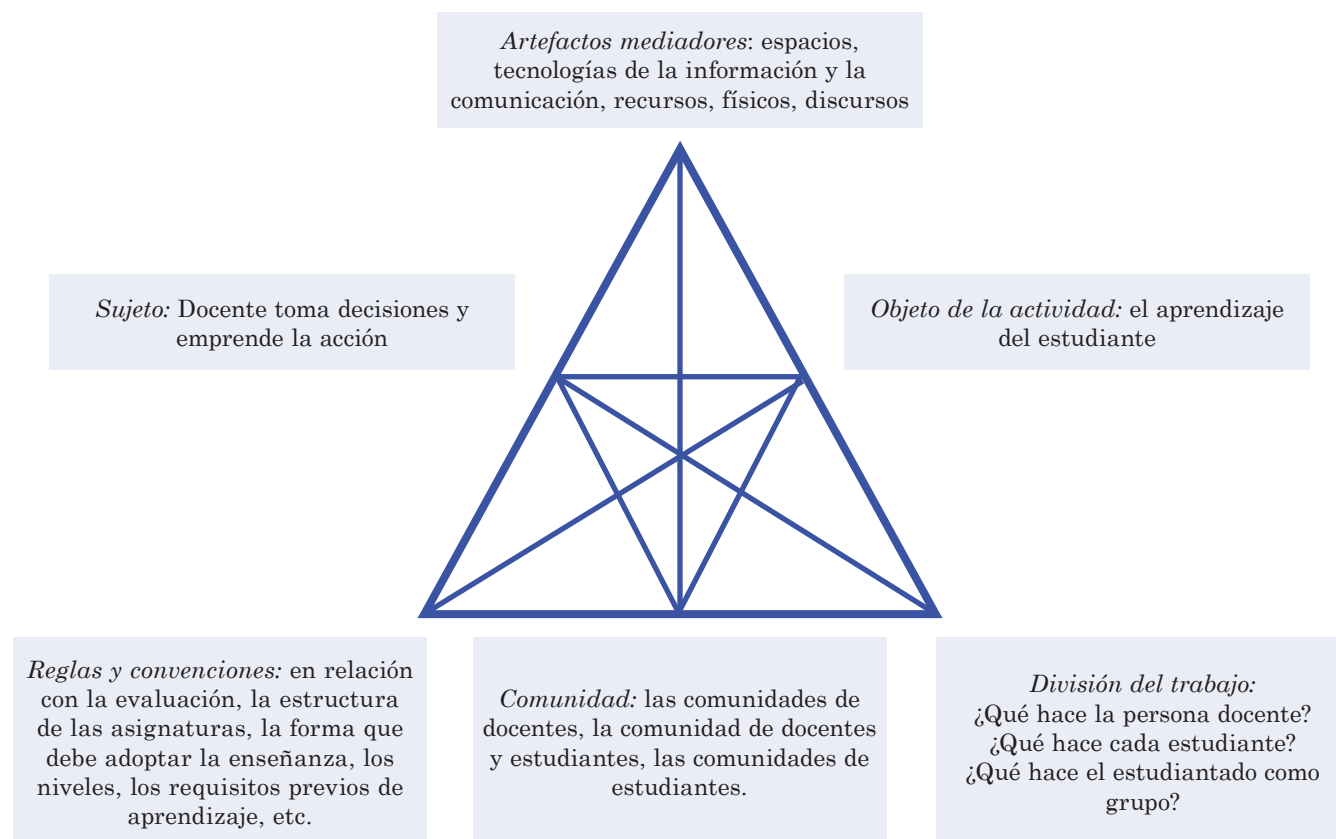 Artefactos mediadores: espacios,
tecnologías de la información y la
comunicación, recursos, físicos, discursos
Sujeto: Docente toma decisiones y
emprende la acción
Objeto de la actividad: el aprendizaje
del estudiante
Reglas y convenciones: en relación
con la evaluación, la estructura
de las asignaturas, la forma que
debe adoptar la enseñanza, los
niveles, los requisitos previos de
aprendizaje, etc.
Comunidad: las comunidades de
docentes, la comunidad de docentes
y estudiantes, las comunidades de
estudiantes.
División del trabajo:
¿Qué hace la persona docente?
¿Qué hace cada estudiante?
¿Qué hace el estudiantado como
grupo?